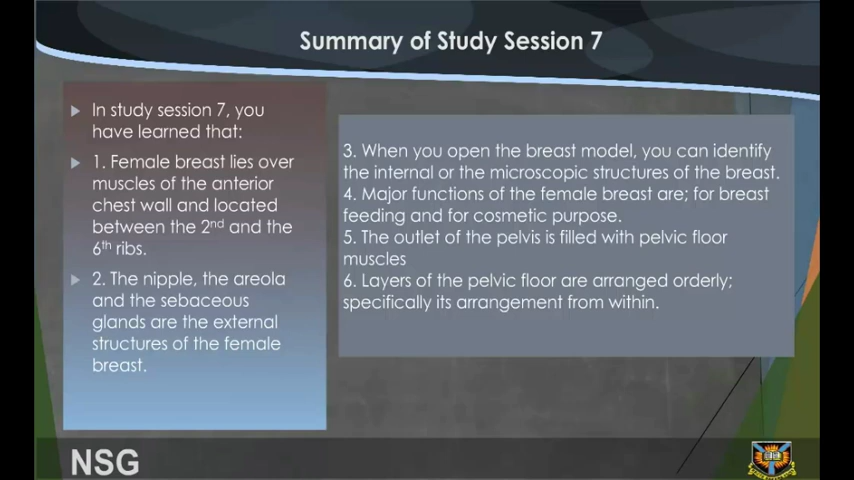 Summary of Study Session 7
In study session 7, you
have learned that:
1. Female breast lies over
muscles of the anterior
chest wall and located
between the 2nd and the
6th ribs.
2. The nipple, the areola
and the sebaceous
glands are the external
structures of the female
breast.
3. When you open the breast model, you can identify
the internal or the microscopic structures of the breast.
4. Major functions of the female breast are; for breast
feeding and for cosmetic purpose.
5. The outlet of the pelvis is filled with pelvic floor
muscles
6. Layers of the pelvic floor are arranged orderly;
specifically its arrangement from within.
NSG